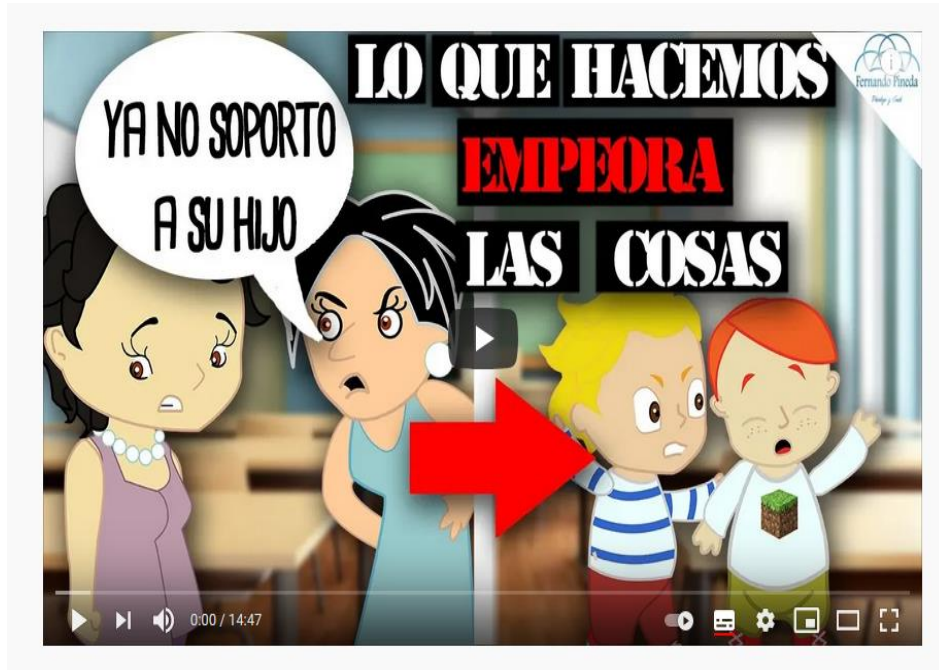 YA NO SOPORTO
A SU HIJO
LO QUE HACEMOS
EMPEORA
LAS COSAS
Fernando Pineda
0:00 / 14:47